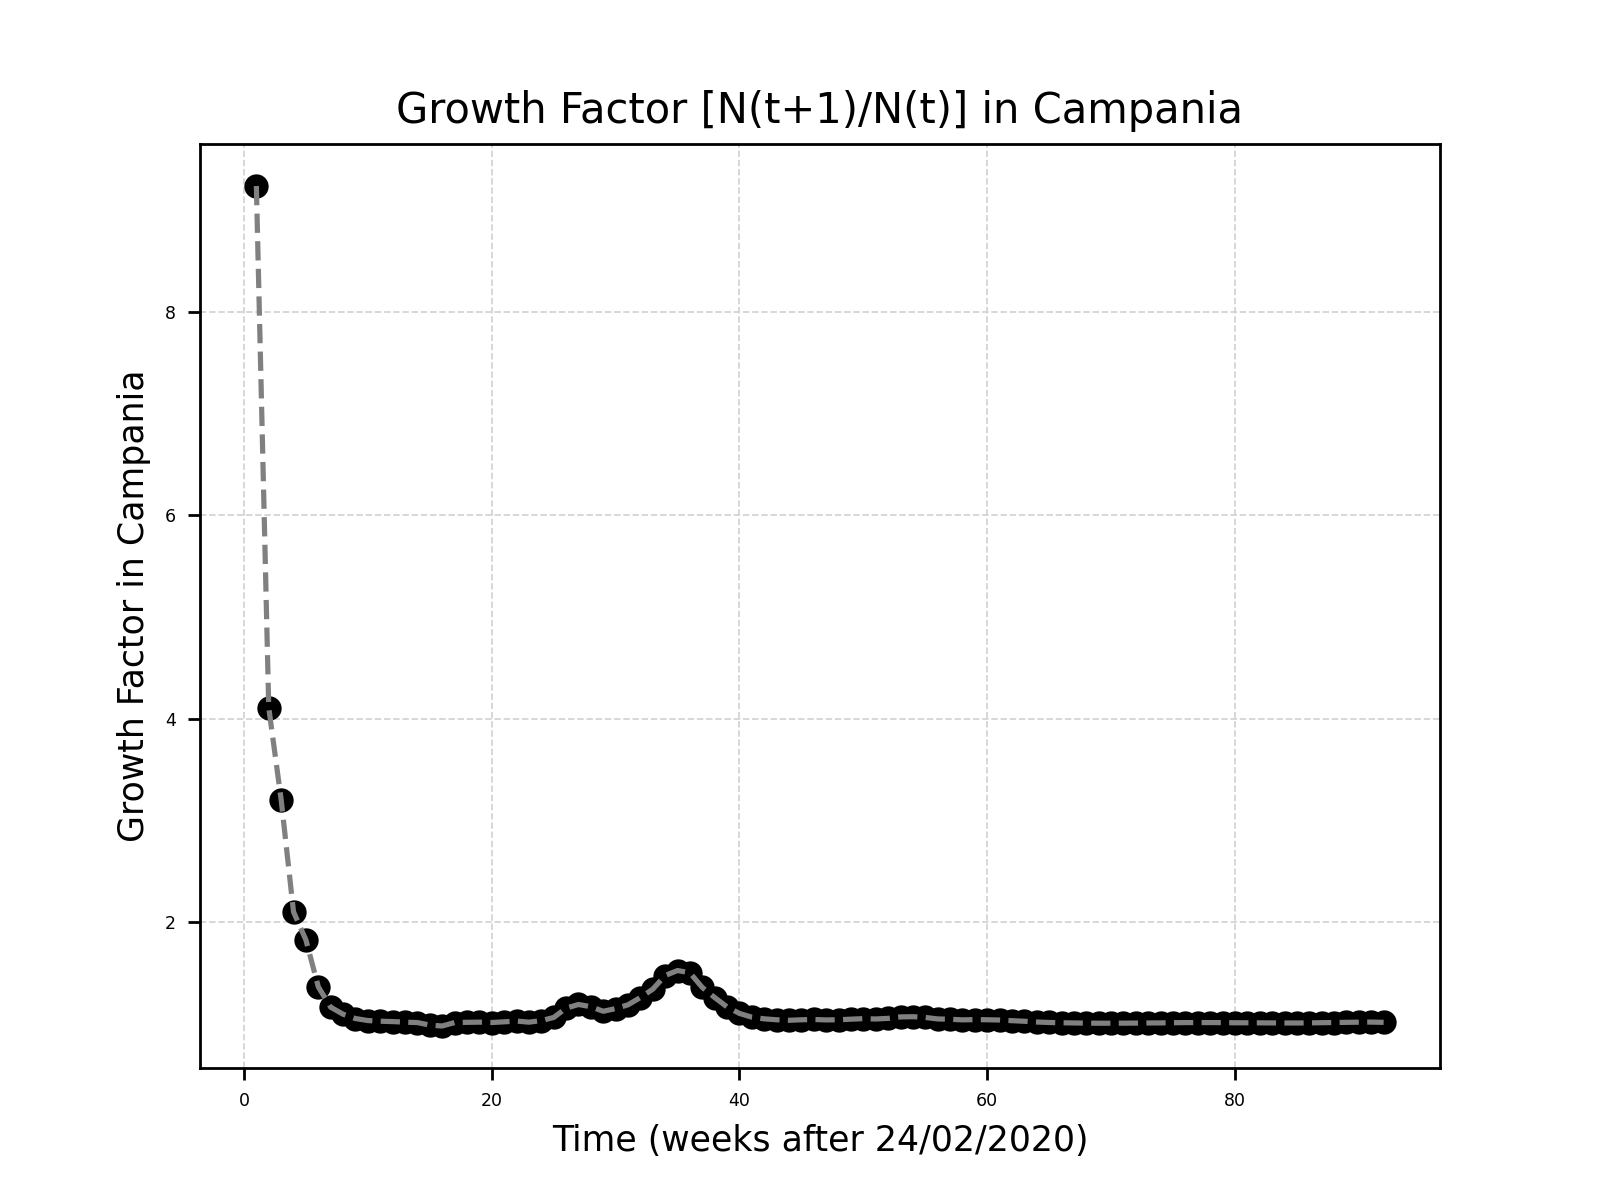 Growth Factor [N(t+1)/N(t)] in Campania
Growth Factor in Campania
8
6
4
2
0 20 40 60 80
Time (weeks after 24/02/2020)